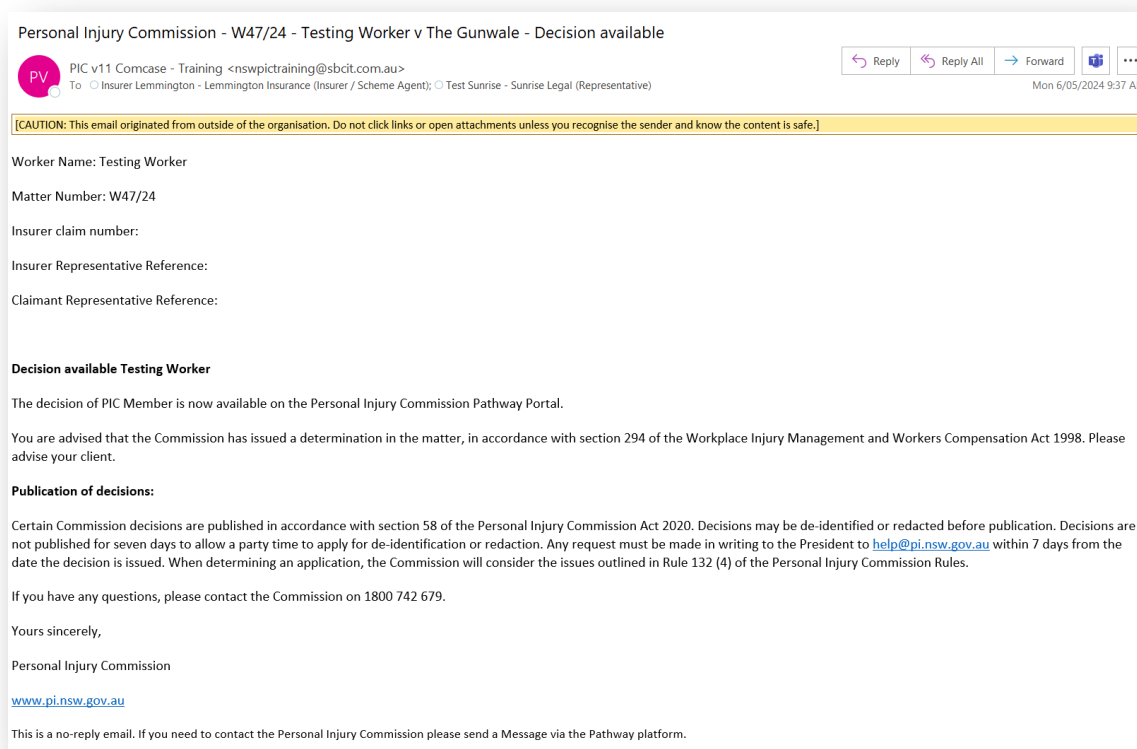 Personal Injury Commission - W47/24 - Testing Worker v The Gunwale - Decision available
PV
PIC v11 Comcase - Training <nswpictraining@sbcit.com.au>
To Insurer Lemmington - Lemmington Insurance (Insurer / Scheme Agent); Test Sunrise - Sunrise Legal (Representative)
Reply Reply All Forward
Mon 6/05/2024 9:37
[CAUTION: This email originated from outside of the organisation. Do not click links or open attachments unless you recognise the sender and know the content is safe.]
Worker Name: Testing Worker
Matter Number: W47/24
Insurer claim number:
Insurer Representative Reference:
Claimant Representative Reference:
Decision available Testing Worker
The decision of PIC Member is now available on the Personal Injury Commission Pathway Portal.
You are advised that the Commission has issued a determination in the matter, in accordance with section 294 of the Workplace Injury Management and Workers Compensation Act 1998. Please
advise your client.
Publication of decisions:
Certain Commission decisions are published in accordance with section 58 of the Personal Injury Commission Act 2020. Decisions may be de-identified or redacted before publication. Decisions are
not published for seven days to allow a party time to apply for de-identification or redaction. Any request must be made in writing to the President to help@pi.nsw.gov.au within 7 days from the
date the decision is issued. When determining an application, the Commission will consider the issues outlined in Rule 132 (4) of the Personal Injury Commission Rules.
If you have any questions, please contact the Commission on 1800 742 679.
Yours sincerely,
Personal Injury Commission
www.pi.nsw.gov.au
This is a no-reply email. If you need to contact the Personal Injury Commission please send a Message via the Pathway platform.